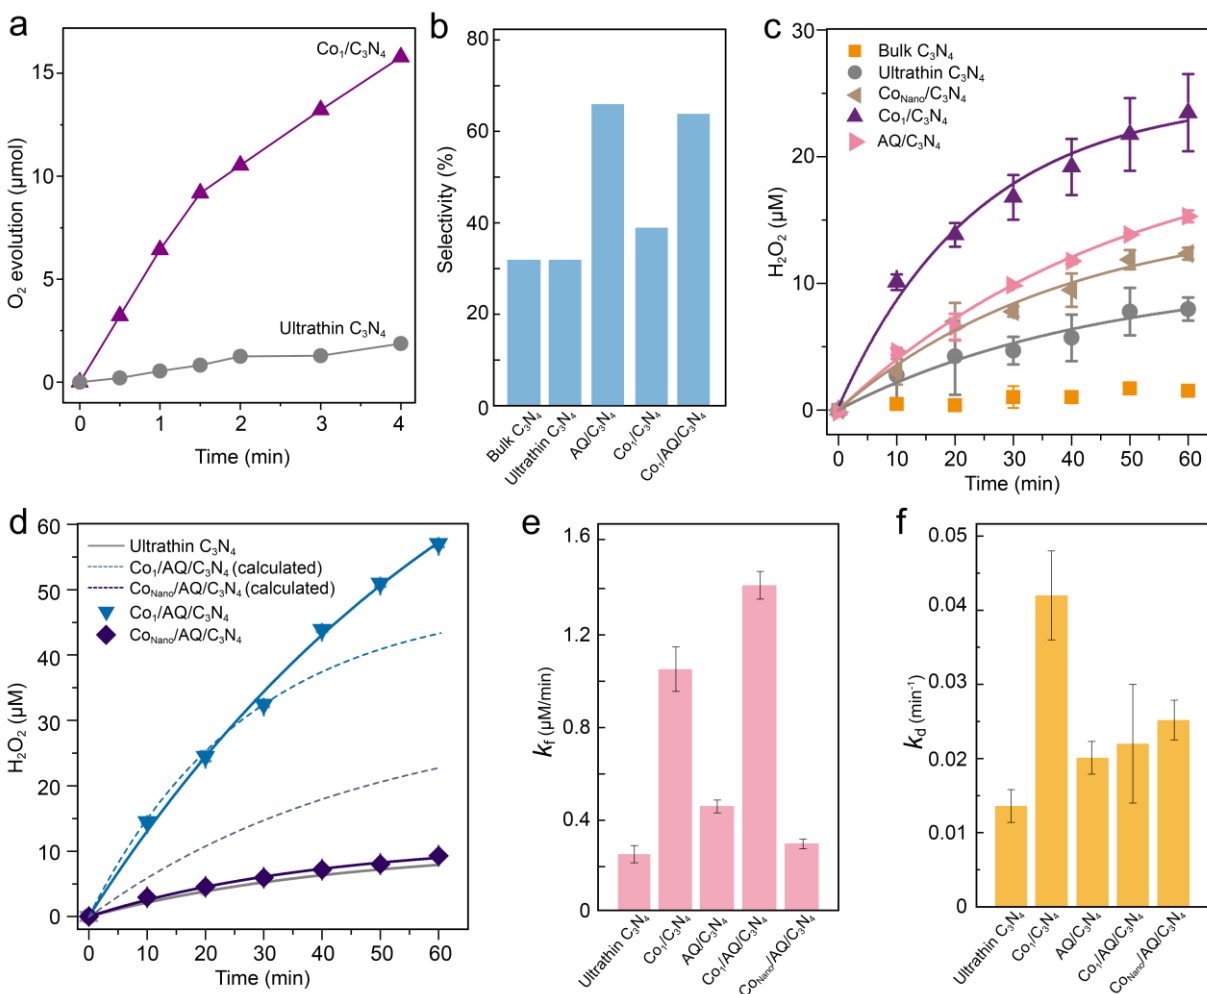 a
O₂ evolution (μmol)
15
10
5
0
Co₁/C₃N₄
Ultrathin C₃N₄
0 1 2 3 4
Time (min)
b
Selectivity (%)
80
60
40
20
0
Bulk C₃N₄
Ultrathin C₃N₄
AQ/C₃N₄
Co₁/C₃N₄
Co₁/AQ/C₃N₄
c
H₂O₂ (μM)
30
20
10
0
Bulk C₃N₄
Ultrathin C₃N₄
Co_Nano/C₃N₄
Co₁/C₃N₄
AQ/C₃N₄
0 10 20 30 40 50 60
Time (min)
d
H₂O₂ (μM)
60
50
40
30
20
10
0
Ultrathin C₃N₄
Co₁/AQ/C₃N₄ (calculated)
Co_Nano/AQ/C₃N₄ (calculated)
Co₁/AQ/C₃N₄
Co_Nano/AQ/C₃N₄
0 10 20 30 40 50 60
Time (min)
e
k_f (μM/min)
1.6
1.2
0.8
0.4
0
Ultrathin C₃N₄
Co₁/C₃N₄
AQ/C₃N₄
Co₁/AQ/C₃N₄
Co_Nano/AQ/C₃N₄
f
k_d (min⁻¹)
0.05
0.04
0.03
0.02
0.01
0
Ultrathin C₃N₄
Co₁/C₃N₄
AQ/C₃N₄
Co₁/AQ/C₃N₄
Co_Nano/AQ/C₃N₄